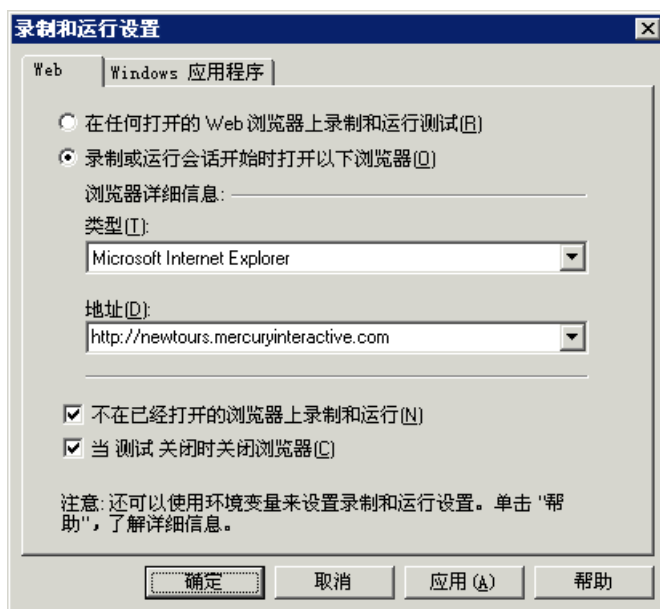 录制和运行设置
Web
Windows 应用程序
在任何打开的 Web 浏览器上录制和运行测试(R)
录制或运行会话开始时打开以下浏览器(O)
浏览器详细信息:
类型(T):
Microsoft Internet Explorer
地址(D):
http://newtours.mercuryinteractive.com
不在已经打开的浏览器上录制和运行(N)
当 测试 关闭时关闭浏览器(C)
注意: 还可以使用环境变量来设置录制和运行设置。单击 "帮
助", 了解详细信息。
确定 取消 应用(A) 帮助